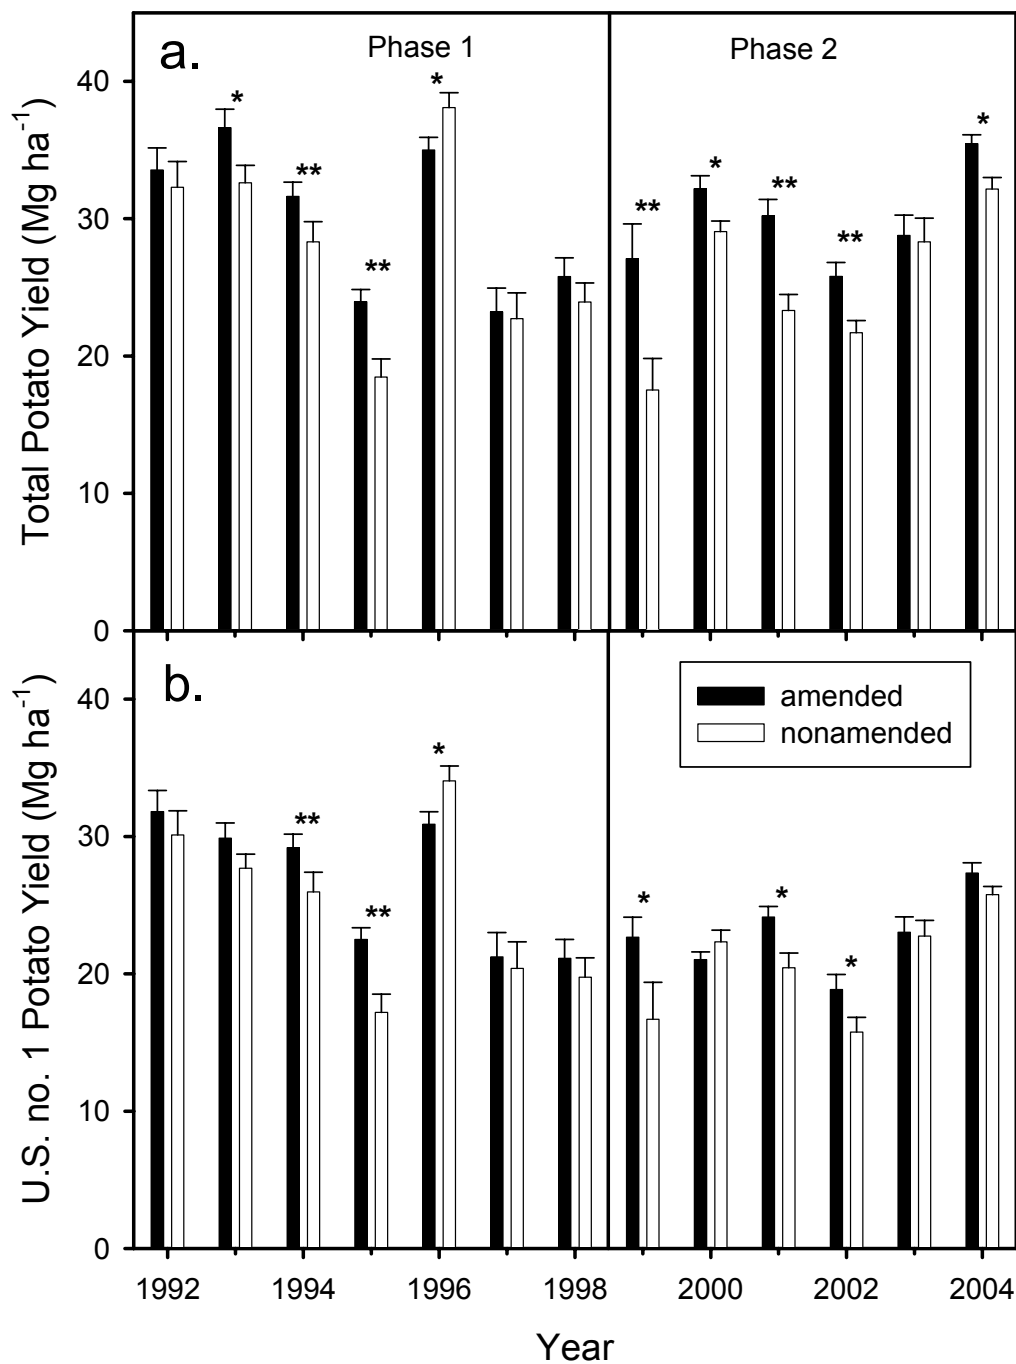 a.
Phase 1
Phase 2
Total Potato Yield (Mg ha⁻¹)
40
30
20
10
0
*
**
**
*
**
*
**
**
*
b.
U.S. no. 1 Potato Yield (Mg ha⁻¹)
40
30
20
10
0
**
**
*
*
*
*
amended
nonamended
1992 1994 1996 1998 2000 2002 2004
Year